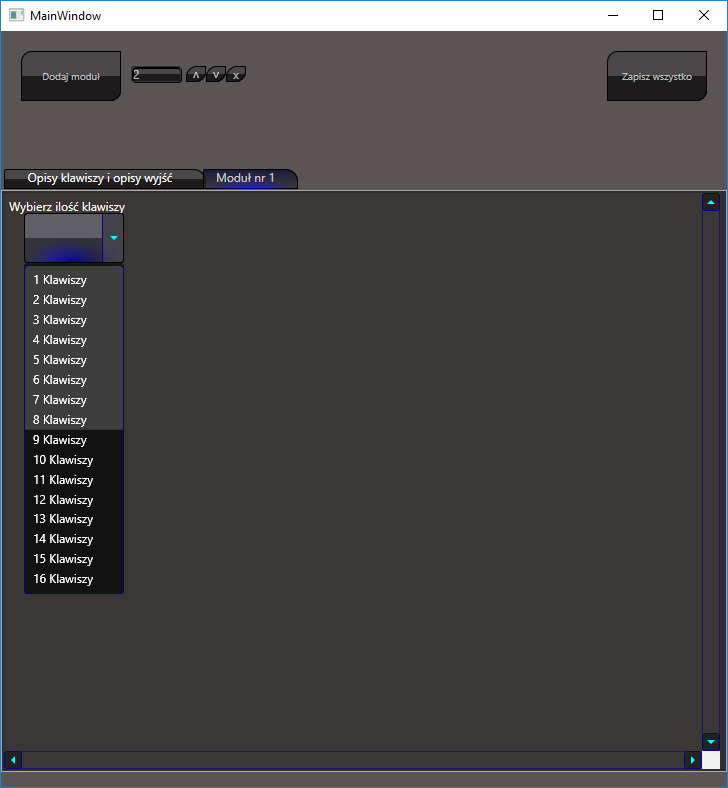 MainWindow
Dodaj moduł
2
ʌ v x
Zapisz wszystko
Opisy klawiszy i opisy wyjść
Moduł nr 1
Wybierz ilość klawiszy
1 Klawiszy
2 Klawiszy
3 Klawiszy
4 Klawiszy
5 Klawiszy
6 Klawiszy
7 Klawiszy
8 Klawiszy
9 Klawiszy
10 Klawiszy
11 Klawiszy
12 Klawiszy
13 Klawiszy
14 Klawiszy
15 Klawiszy
16 Klawiszy